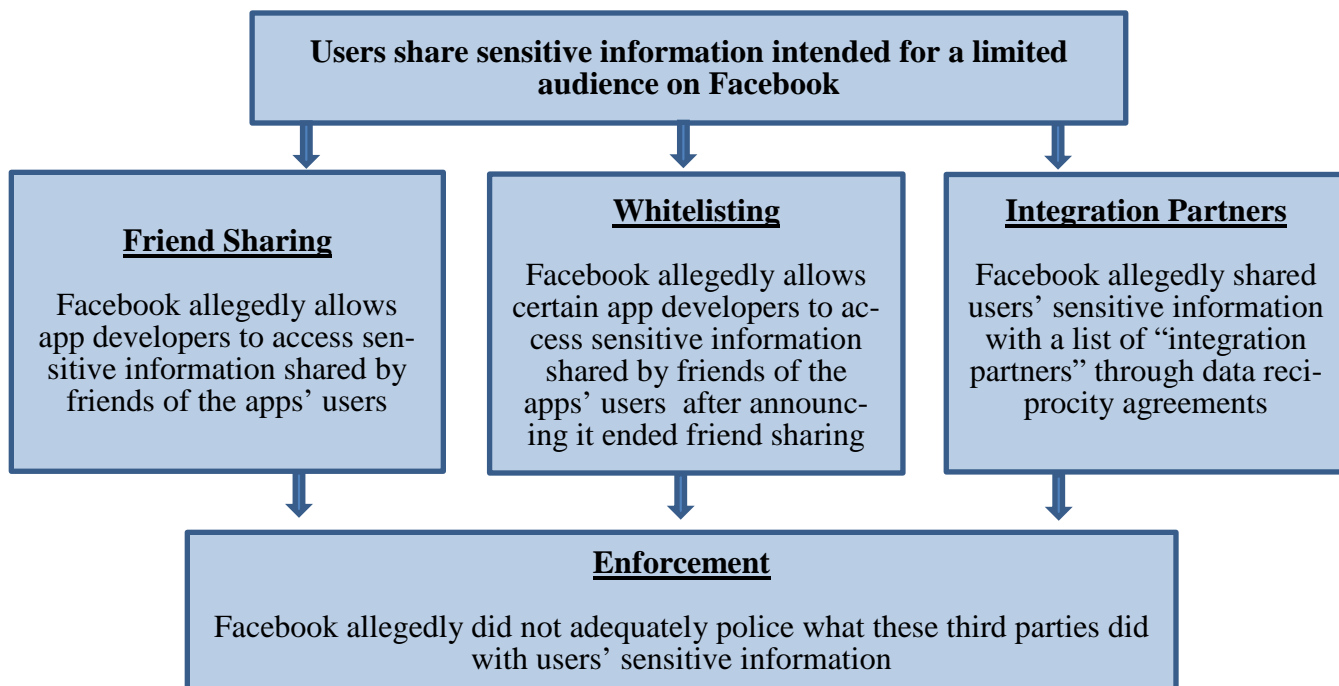 Users share sensitive information intended for a limited
audience on Facebook
Friend Sharing
Facebook allegedly allows
app developers to access sen-
sitive information shared by
friends of the apps’ users
Whitelisting
Facebook allegedly allows
certain app developers to ac-
cess sensitive information
shared by friends of the
apps’ users  after announc-
ing it ended friend sharing
Integration Partners
Facebook allegedly shared
users’ sensitive information
with a list of “integration
partners” through data reci-
procity agreements
Enforcement
Facebook allegedly did not adequately police what these third parties did
with users’ sensitive information